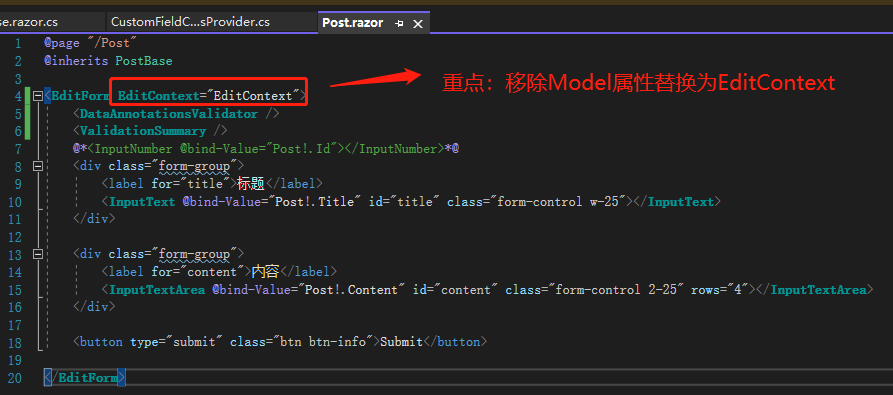 se.razor.cs
CustomFieldC...sProvider.cs
Post.razor
1 @page "/Post"
2 @inherits PostBase
3
4 <EditForm EditContext="EditContext">
重点：移除Model属性替换为EditContext
5 <DataAnnotationsValidator />
6 <ValidationSummary />
7 @*<InputNumber @bind-Value="Post!.Id"></InputNumber>*@
8 <div class="form-group">
9 <label for="title">标题</label>
10 <InputText @bind-Value="Post!.Title" id="title" class="form-control w-25"></InputText>
11 </div>
12
13 <div class="form-group">
14 <label for="content">内容</label>
15 <InputTextArea @bind-Value="Post!.Content" id="content" class="form-control 2-25" rows="4"></InputTextArea>
16 </div>
17
18 <button type="submit" class="btn btn-info">Submit</button>
19
20 </EditForm>